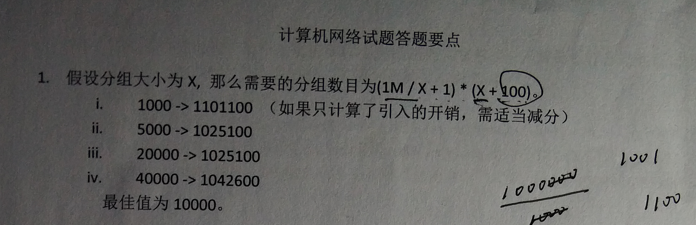 计算机网络试题答题要点
1. 假设分组大小为 X, 那么需要的分组数目为(1M / X + 1) * (X + 100)。
i. 1000 -> 1101100 （如果只计算了引入的开销，需适当减分）
ii. 5000 -> 1025100
iii. 20000 -> 1025100
iv. 40000 -> 1042600
最佳值为 10000。
1000000
1000
1001
1100